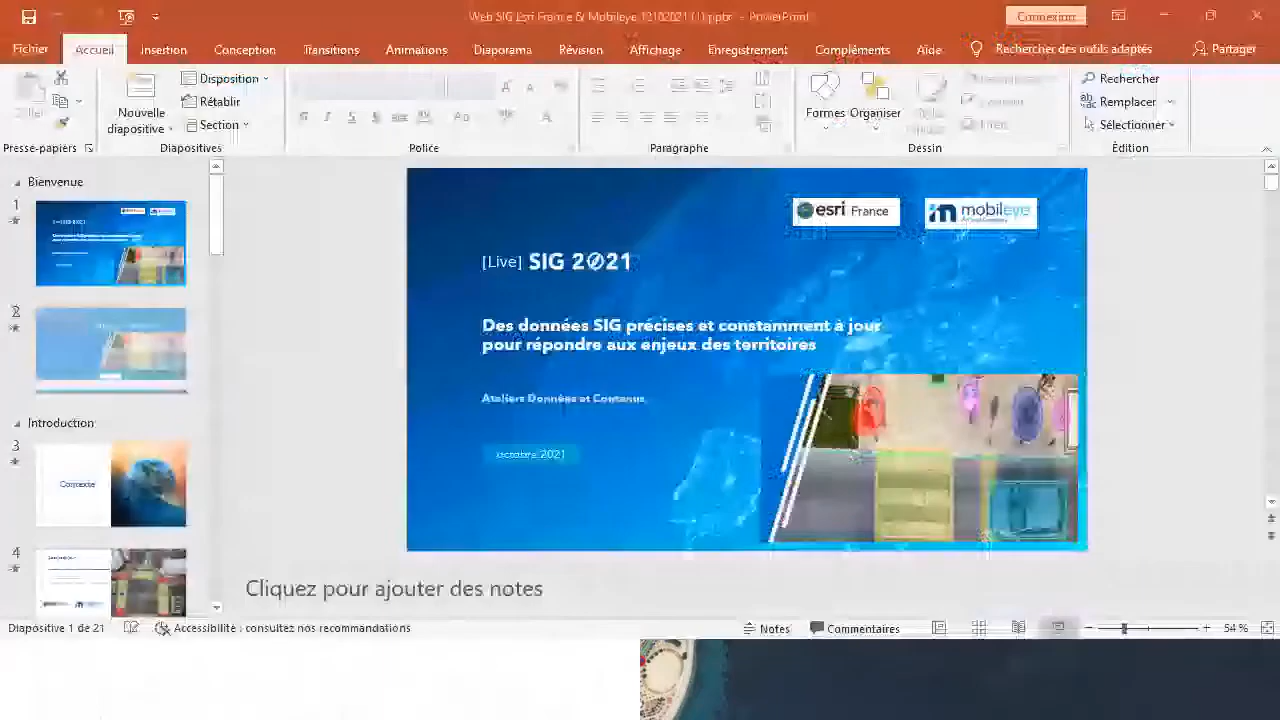 Web SIG Esri France & Mobileye 12102021 (1).pptx - PowerPoint
Connexion
Fichier Accueil Insertion Conception Transitions Animations Diaporama Révision Affichage Enregistrement Compléments Aide Rechercher des outils adaptés Partager
Coller
Nouvelle diapositive
Disposition
Rétablir
Section
Formes Organiser
Rechercher
Remplacer
Sélectionner
Presse-papiers Diapositives Police Paragraphe Dessin Édition
Bienvenue
1
2
Introduction
3
Contexte
4
esri France
mobileye
[Live] SIG 2021
Des données SIG précises et constamment à jour
pour répondre aux enjeux des territoires
Ateliers Données et Contenus
octobre 2021
Cliquez pour ajouter des notes
Diapositive 1 de 21 Accessibilité : consultez nos recommandations Notes Commentaires 54 %